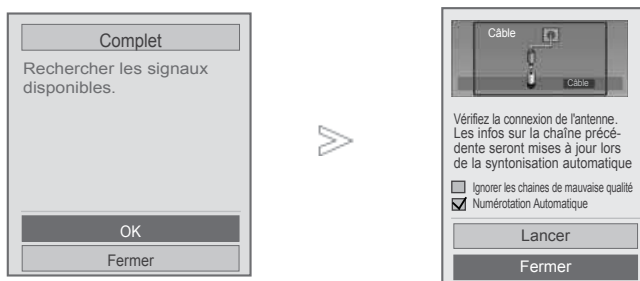 Complet
Rechercher les signaux
disponibles.
OK
Fermer
Câble
Câble
Vérifiez la connexion de l'antenne.
Les infos sur la chaîne précé-
dente seront mises à jour lors
de la syntonisation automatique
Ignorer les chaines de mauvaise qualité
Numérotation Automatique
Lancer
Fermer